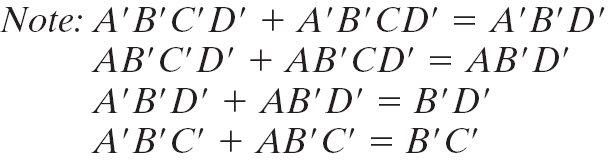 Note: A′B′C′D′ + A′B′CD′ = A′B′D′
AB′C′D′ + AB′CD′ = AB′D′
A′B′D′ + AB′D′ = B′D′
A′B′C′ + AB′C′ = B′C′